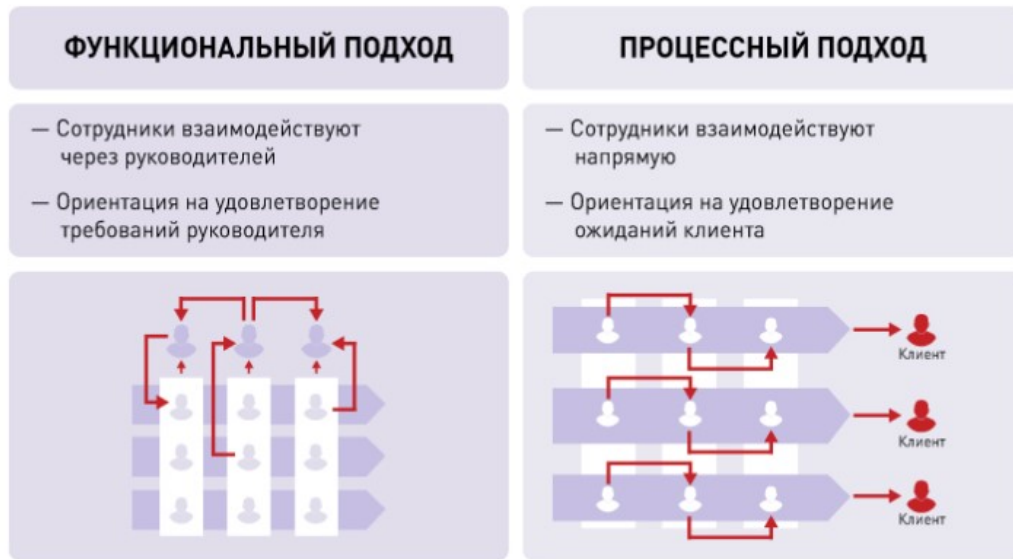 ФУНКЦИОНАЛЬНЫЙ ПОДХОД
— Сотрудники взаимодействуют
через руководителей
— Ориентация на удовлетворение
требований руководителя
ПРОЦЕССНЫЙ ПОДХОД
— Сотрудники взаимодействуют
напрямую
— Ориентация на удовлетворение
ожиданий клиента
Клиент
Клиент
Клиент